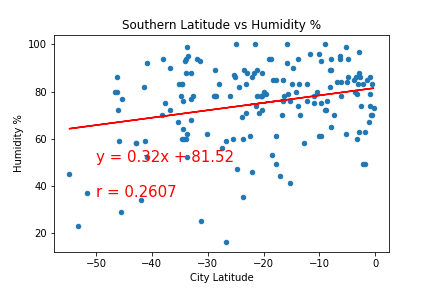 Southern Latitude vs Humidity %
100
80
60
40
20
Humidity %
y = 0.32x + 81.52
r = 0.2607
−50 −40 −30 −20 −10 0
City Latitude